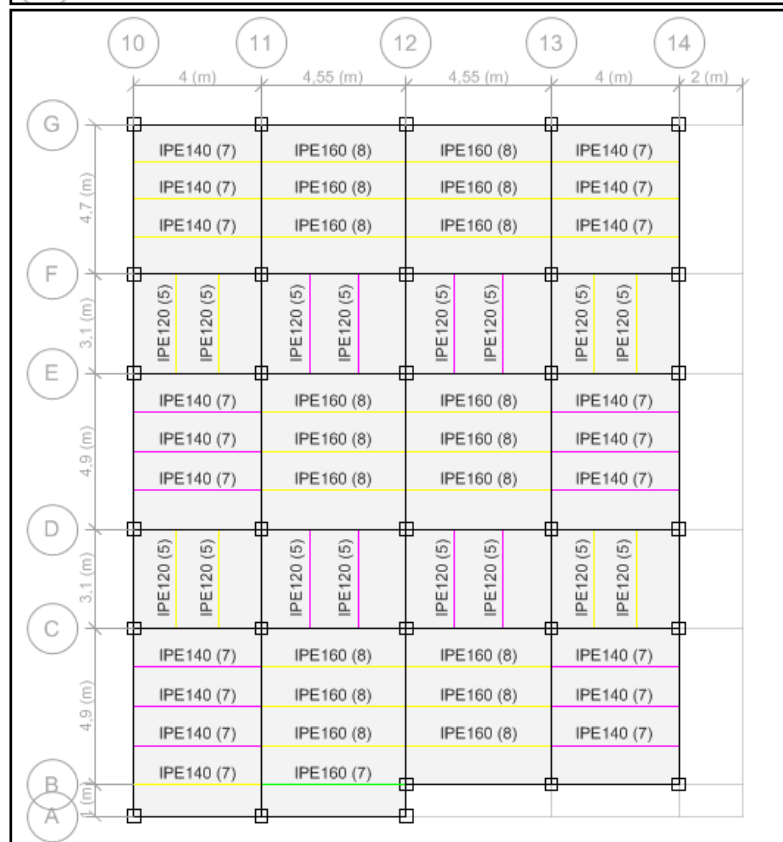 10 11 12 13 14
4 (m) 4,55 (m) 4,55 (m) 4 (m) 2 (m)
G
IPE140 (7) IPE160 (8) IPE160 (8) IPE140 (7)
IPE140 (7) IPE160 (8) IPE160 (8) IPE140 (7)
4,7 (m)
IPE140 (7) IPE160 (8) IPE160 (8) IPE140 (7)
F
3,1 (m)
IPE120 (5) IPE120 (5) IPE120 (5) IPE120 (5) IPE120 (5) IPE120 (5) IPE120 (5) IPE120 (5)
E
IPE140 (7) IPE160 (8) IPE160 (8) IPE140 (7)
IPE140 (7) IPE160 (8) IPE160 (8) IPE140 (7)
4,9 (m)
IPE140 (7) IPE160 (8) IPE160 (8) IPE140 (7)
D
3,1 (m)
IPE120 (5) IPE120 (5) IPE120 (5) IPE120 (5) IPE120 (5) IPE120 (5) IPE120 (5) IPE120 (5)
C
IPE140 (7) IPE160 (8) IPE160 (8) IPE140 (7)
IPE140 (7) IPE160 (8) IPE160 (8) IPE140 (7)
4,9 (m)
IPE140 (7) IPE160 (8) IPE160 (8) IPE140 (7)
IPE140 (7) IPE160 (7)
B
1 (m)
A